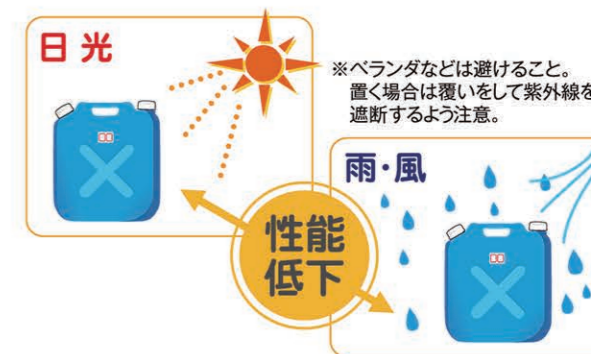 日光
※ベランダなどは避けること。
置く場合は覆いをして紫外線を
遮断するよう注意。
雨・風
性能
低下